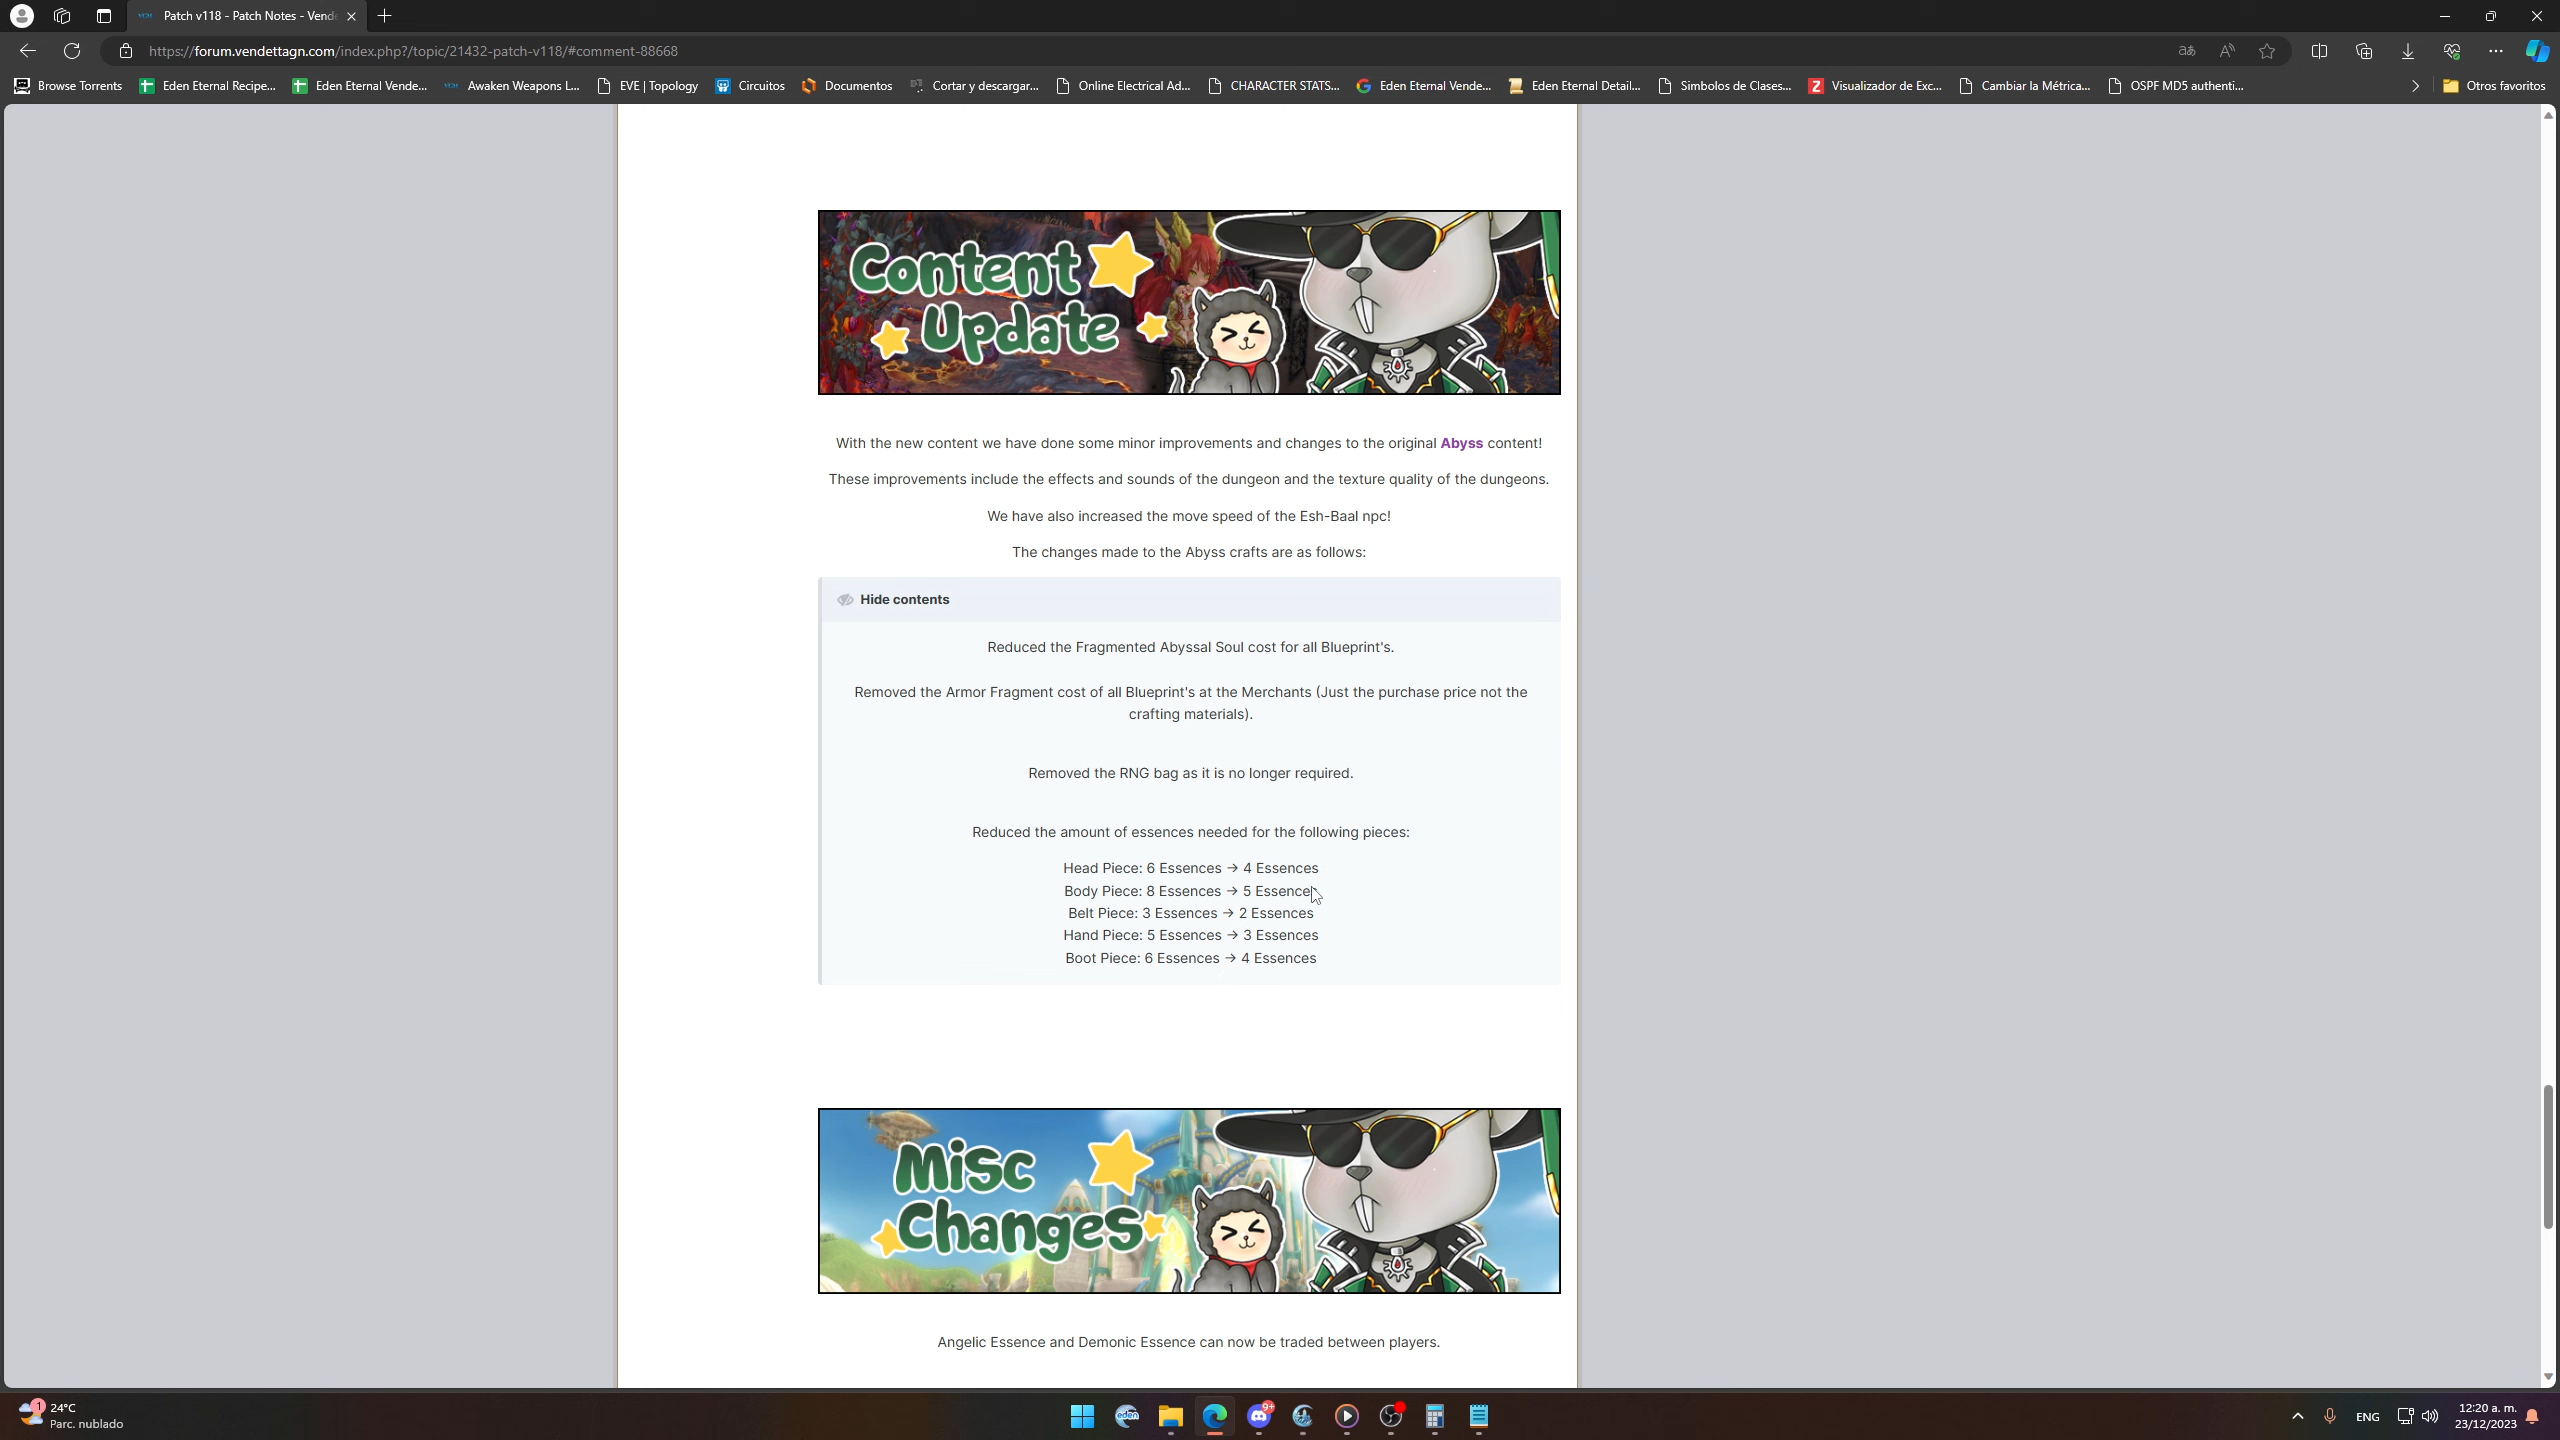 Patch v118 - Patch Notes - Vende
https://forum.vendettagn.com/index.php?/topic/21432-patch-v118/#comment-88668
Browse Torrents
Eden Eternal Recipe...
Eden Eternal Vende...
Awaken Weapons L...
EVE | Topology
Circuitos
Documentos
Cortar y descargar...
Online Electrical Ad...
CHARACTER STATS...
Eden Eternal Vende...
Eden Eternal Detail...
Simbolos de Clases...
Visualizador de Exc...
Cambiar la Métrica...
OSPF MD5 authenti...
Otros favoritos
Content
Update
With the new content we have done some minor improvements and changes to the original Abyss content!
These improvements include the effects and sounds of the dungeon and the texture quality of the dungeons.
We have also increased the move speed of the Esh-Baal npc!
The changes made to the Abyss crafts are as follows:
Hide contents
Reduced the Fragmented Abyssal Soul cost for all Blueprint's.
Removed the Armor Fragment cost of all Blueprint's at the Merchants (Just the purchase price not the
crafting materials).
Removed the RNG bag as it is no longer required.
Reduced the amount of essences needed for the following pieces:
Head Piece: 6 Essences → 4 Essences
Body Piece: 8 Essences → 5 Essences
Belt Piece: 3 Essences → 2 Essences
Hand Piece: 5 Essences → 3 Essences
Boot Piece: 6 Essences → 4 Essences
Misc
Changes
Angelic Essence and Demonic Essence can now be traded between players.
1
24°C
Parc. nublado
eden
9+
ENG
12:20 a. m.
23/12/2023